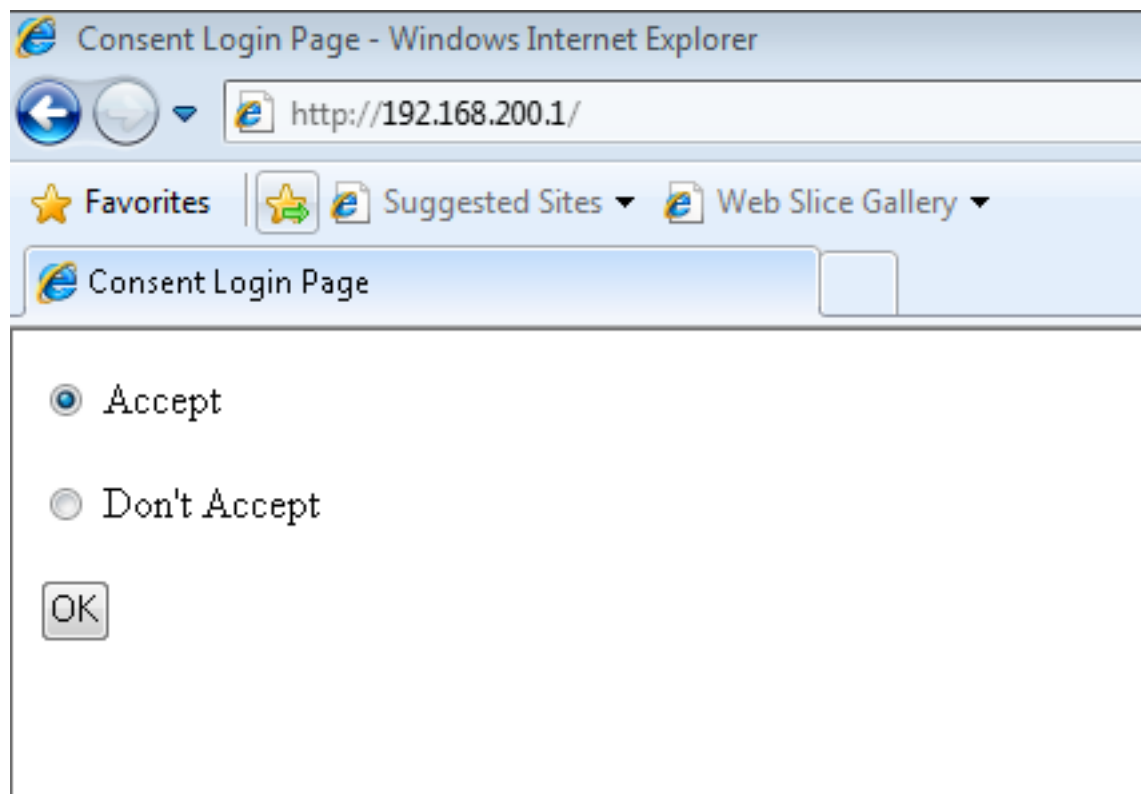 Consent Login Page - Windows Internet Explorer
http://192.168.200.1/
Favorites Suggested Sites Web Slice Gallery
Consent Login Page
Accept
Don't Accept
OK